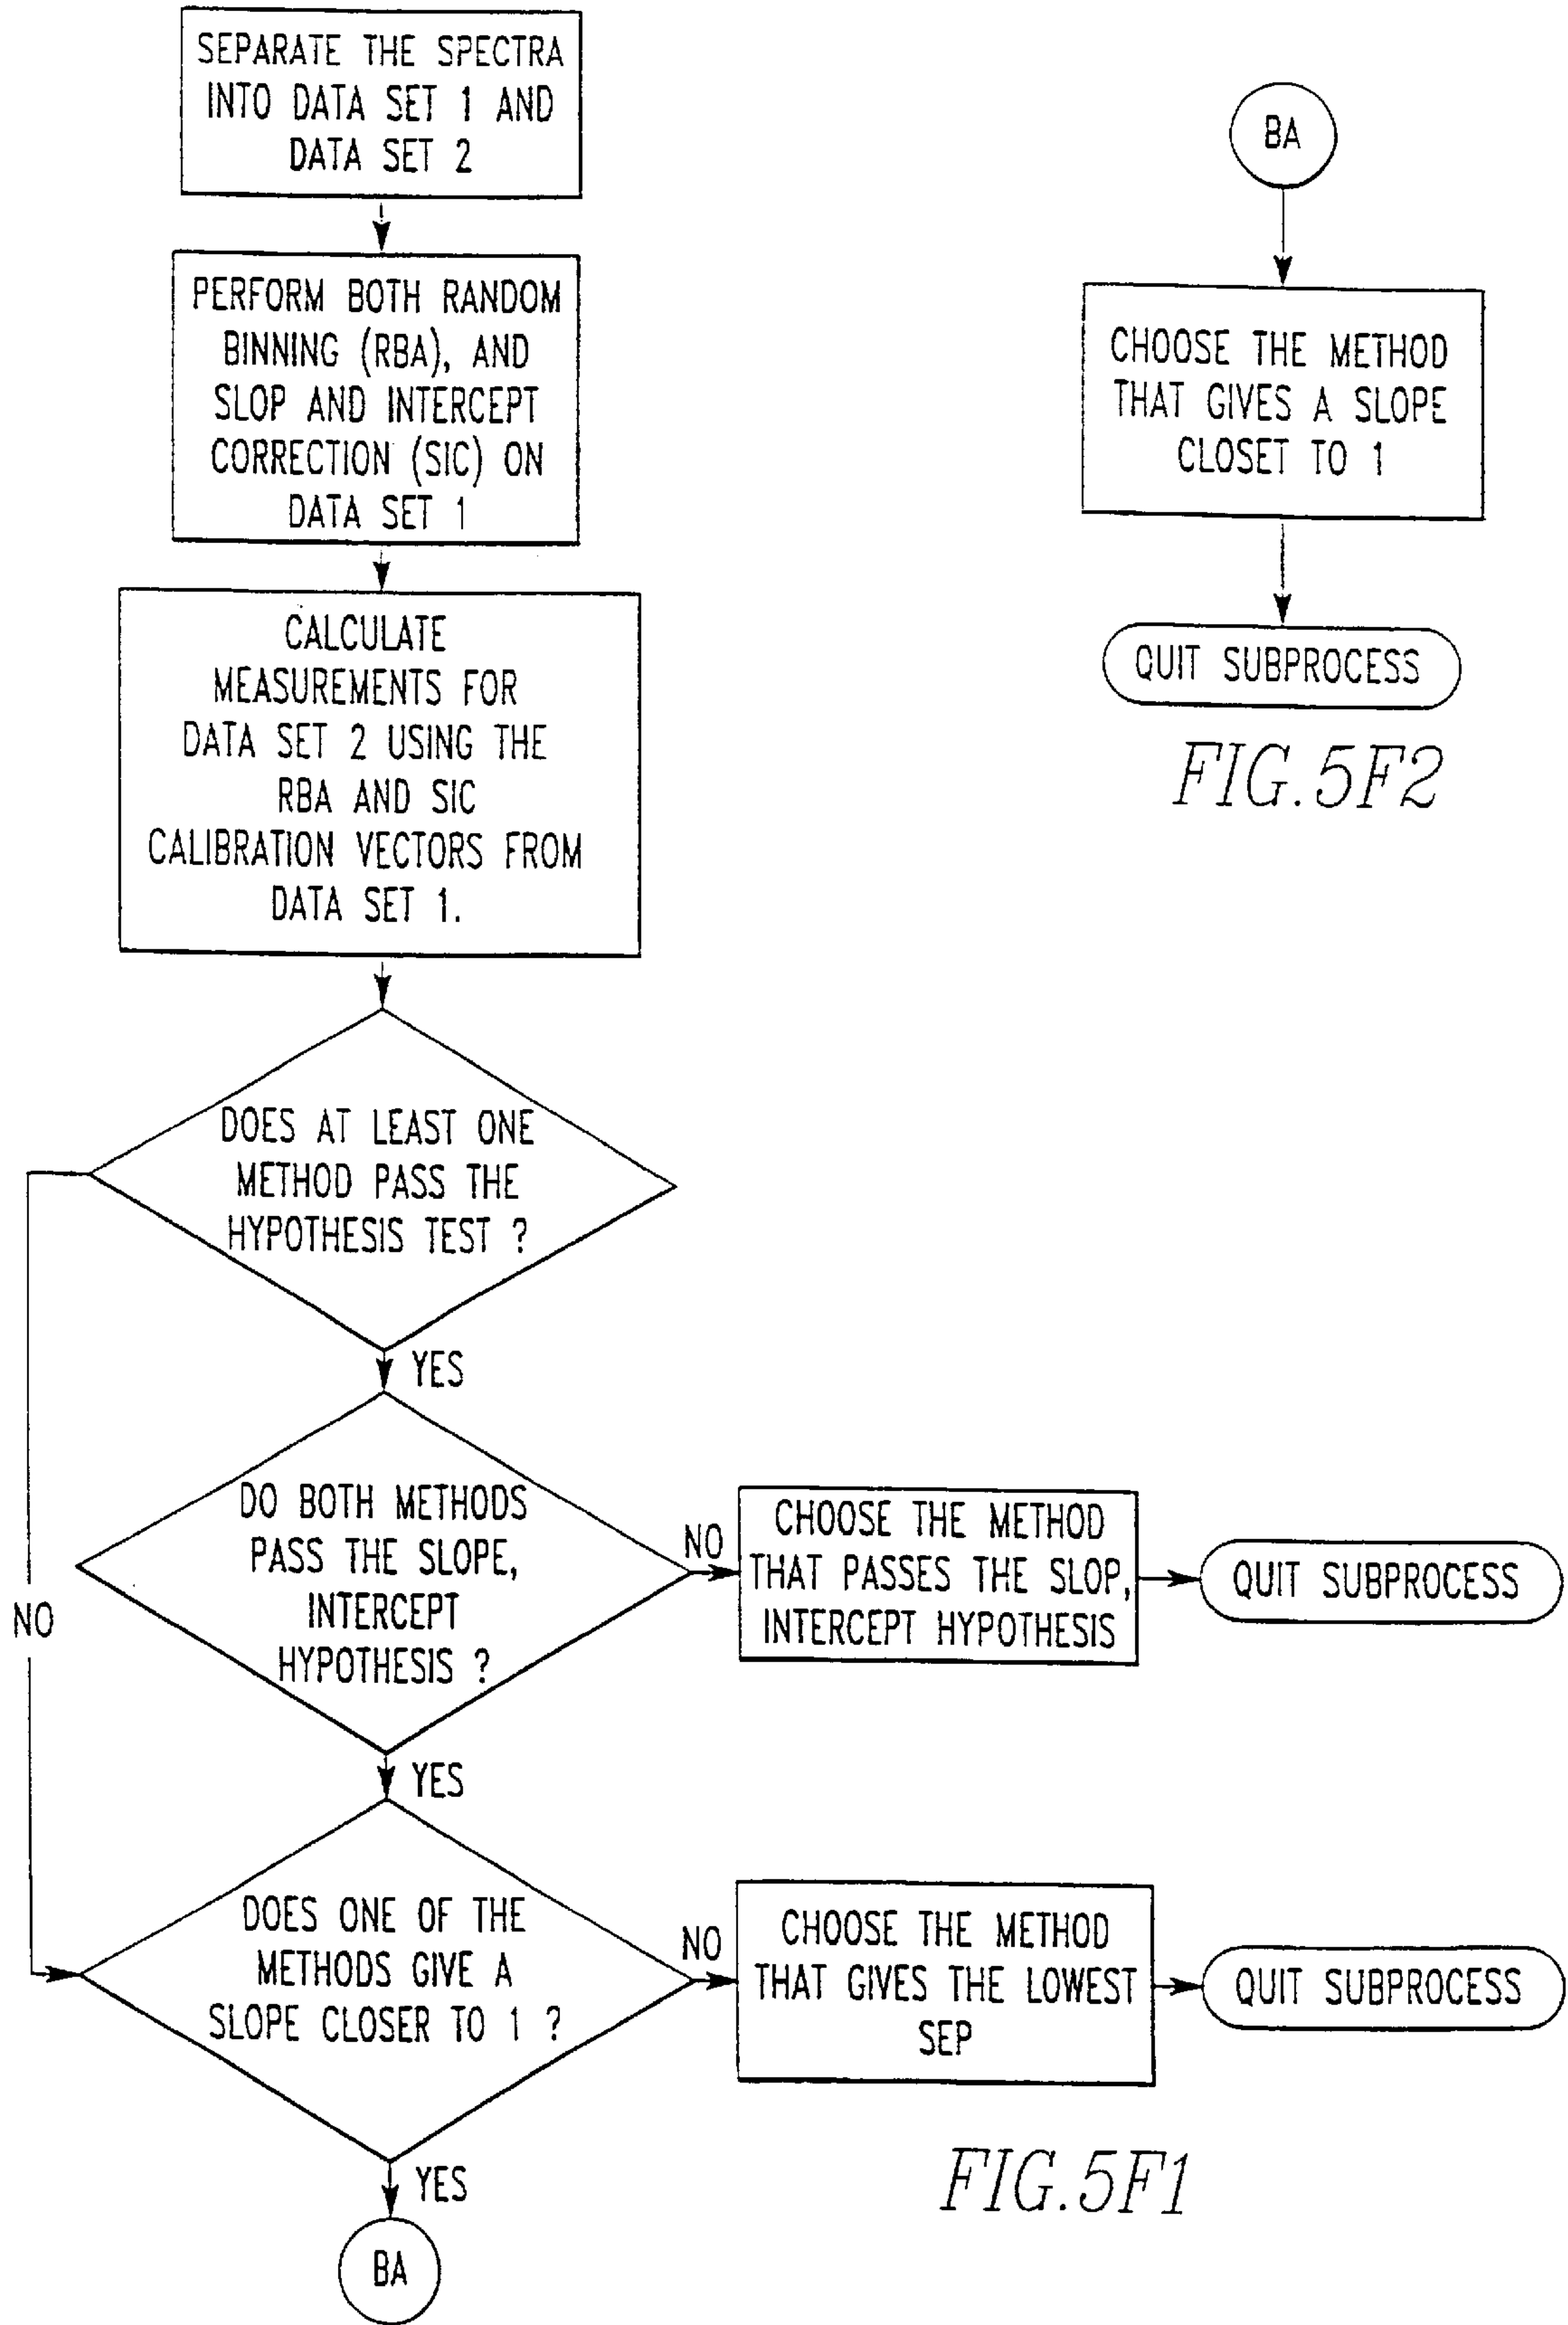 SEPARATE THE SPECTRA
INTO DATA SET 1 AND
DATA SET 2
PERFORM BOTH RANDOM
BINNING (RBA), AND
SLOP AND INTERCEPT
CORRECTION (SIC) ON
DATA SET 1
CALCULATE
MEASUREMENTS FOR
DATA SET 2 USING THE
RBA AND SIC
CALIBRATION VECTORS FROM
DATA SET 1.
DOES AT LEAST ONE
METHOD PASS THE
HYPOTHESIS TEST ?
YES
NO
DO BOTH METHODS
PASS THE SLOPE,
INTERCEPT
HYPOTHESIS ?
NO
CHOOSE THE METHOD
THAT PASSES THE SLOP,
INTERCEPT HYPOTHESIS
QUIT SUBPROCESS
YES
DOES ONE OF THE
METHODS GIVE A
SLOPE CLOSER TO 1 ?
NO
CHOOSE THE METHOD
THAT GIVES THE LOWEST
SEP
QUIT SUBPROCESS
YES
BA
FIG.5F1
BA
CHOOSE THE METHOD
THAT GIVES A SLOPE
CLOSET TO 1
QUIT SUBPROCESS
FIG.5F2